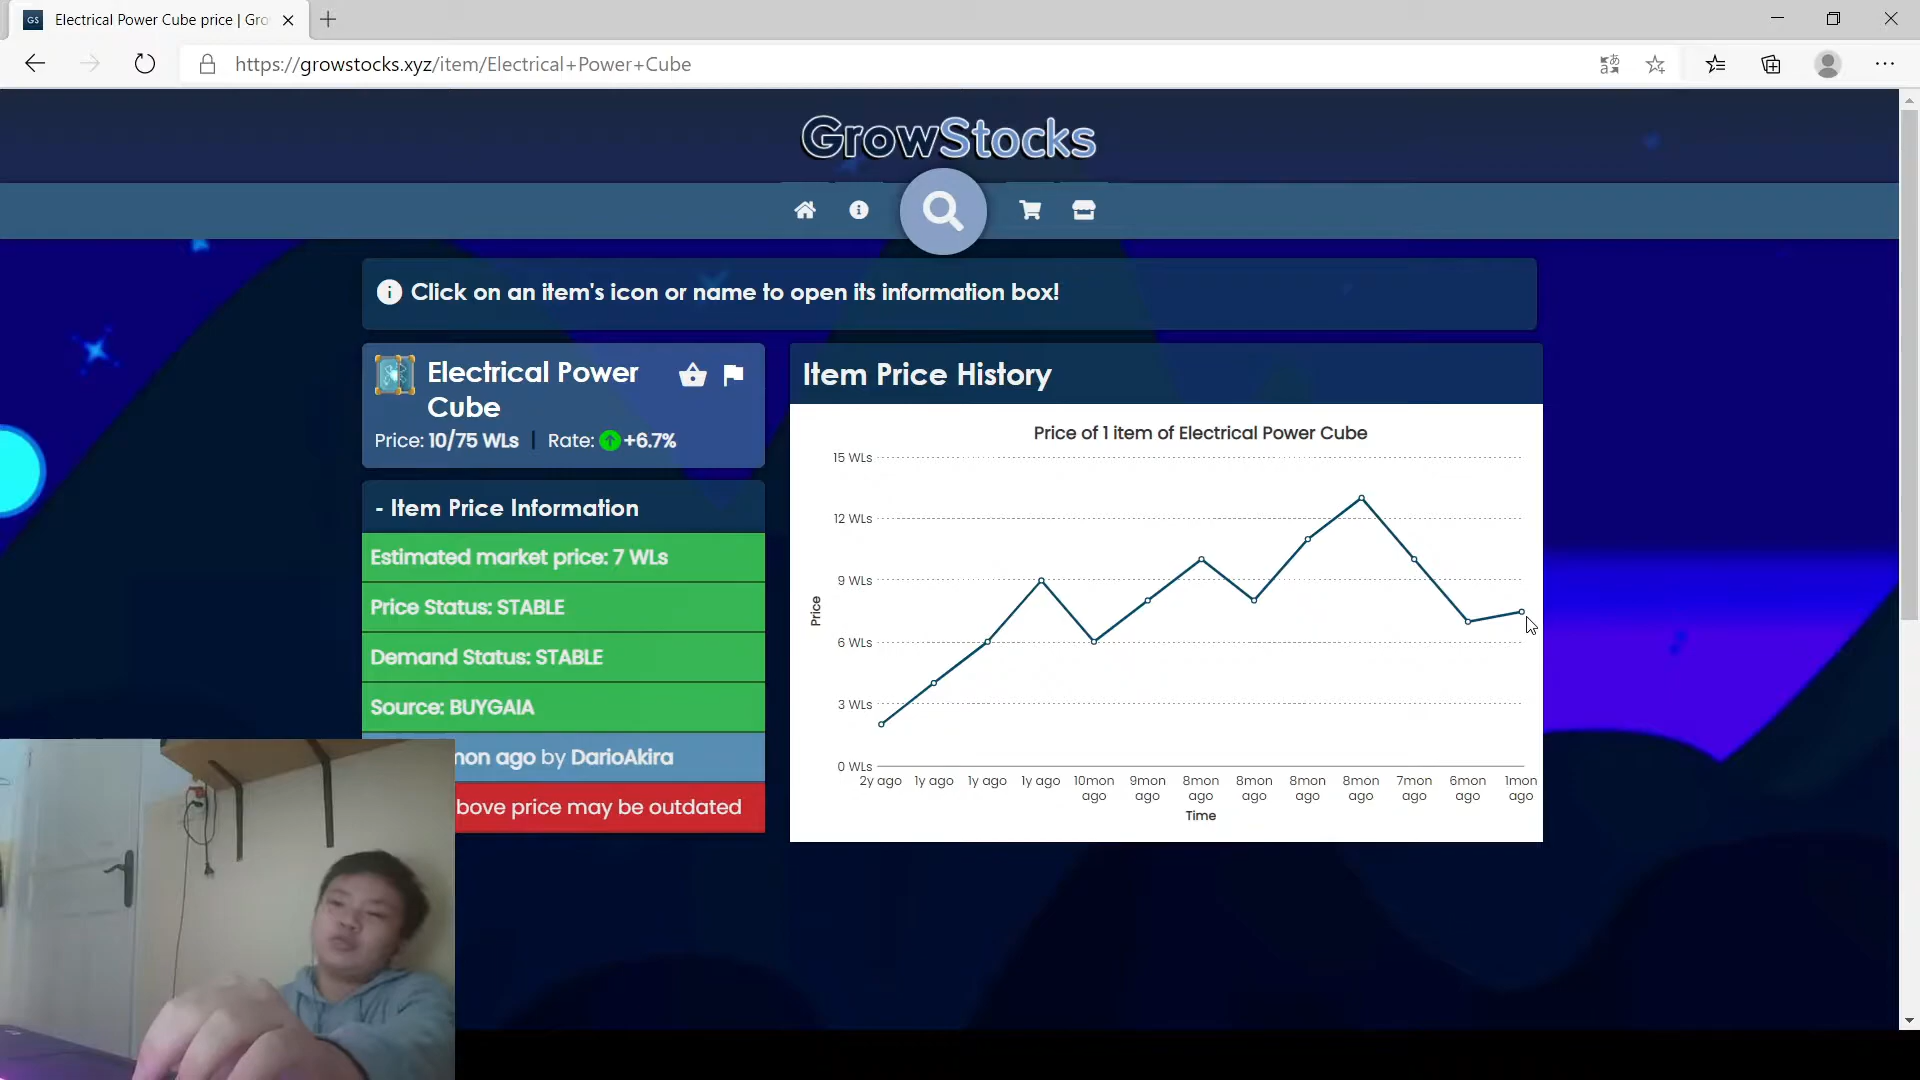 GS Electrical Power Cube price | Gro
https://growstocks.xyz/item/Electrical+Power+Cube
GrowStocks
Click on an item's icon or name to open its information box!
Electrical Power
Cube
Price: 10/75 WLs | Rate: +6.7%
- Item Price Information
Estimated market price: 7 WLs
Price Status: STABLE
Demand Status: STABLE
Source: BUYGAIA
mon ago by DarioAkira
bove price may be outdated
Item Price History
Price of 1 item of Electrical Power Cube
15 WLs
12 WLs
9 WLs
6 WLs
3 WLs
0 WLs
Price
2y ago 1y ago 1y ago 1y ago 10mon ago 9mon ago 8mon ago 8mon ago 8mon ago 8mon ago 7mon ago 6mon ago 1mon ago
Time